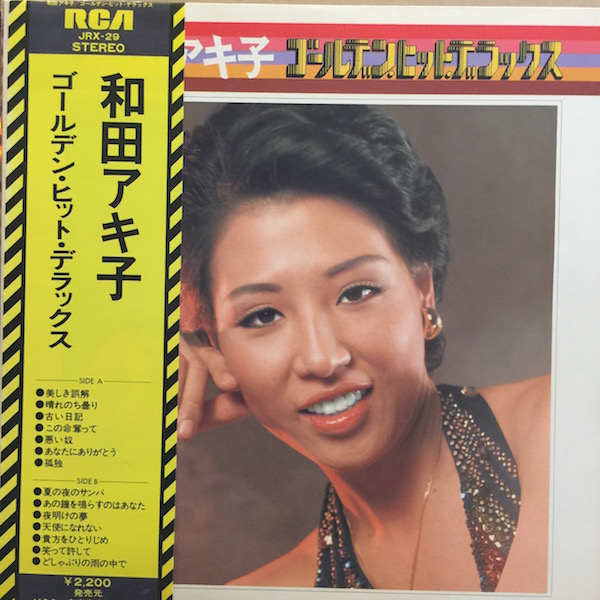 和田アキ子/ゴールデン・ヒット・デラックス
RCA
JRX-29
STEREO
和田アキ子
ゴールデン・ヒット・デラックス
SIDE A
美しき誤解
晴れのち曇り
古い日記
この命奪って
悪い奴
あなたにありがとう
孤独
SIDE B
夏の夜のサンバ
あの鐘を鳴らすのはあなた
夜明けの夢
天使になれない
貴方をひとりじめ
笑って許して
どしゃぶりの雨の中で
¥2,200
発売元
アキ子 ゴールデン・ヒット・デラックス